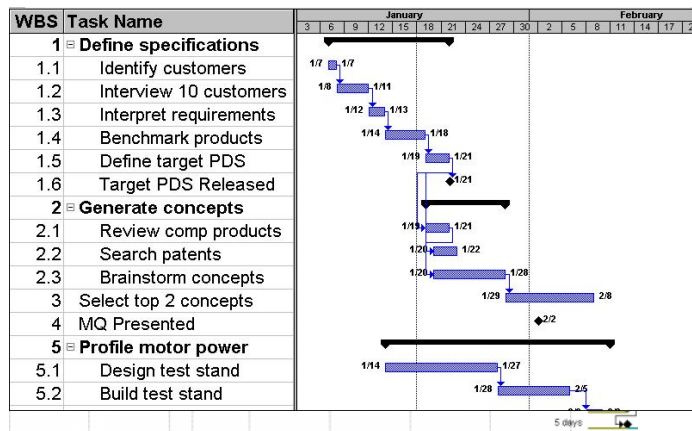 WBS Task Name January February
3 6 9 12 15 18 21 24 27 30 2 5 8 11 14 17 20
1 Define specifications
1.1 Identify customers 1/7 1/7
1.2 Interview 10 customers 1/8 1/11
1.3 Interpret requirements 1/12 1/13
1.4 Benchmark products 1/14 1/18
1.5 Define target PDS 1/19 1/21
1.6 Target PDS Released 1/21
2 Generate concepts
2.1 Review comp products 1/19 1/21
2.2 Search patents 1/20 1/22
2.3 Brainstorm concepts 1/20 1/28
3 Select top 2 concepts 1/29 2/8
4 MQ Presented 2/2
5 Profile motor power
5.1 Design test stand 1/14 1/27
5.2 Build test stand 1/28 2/5
5 days